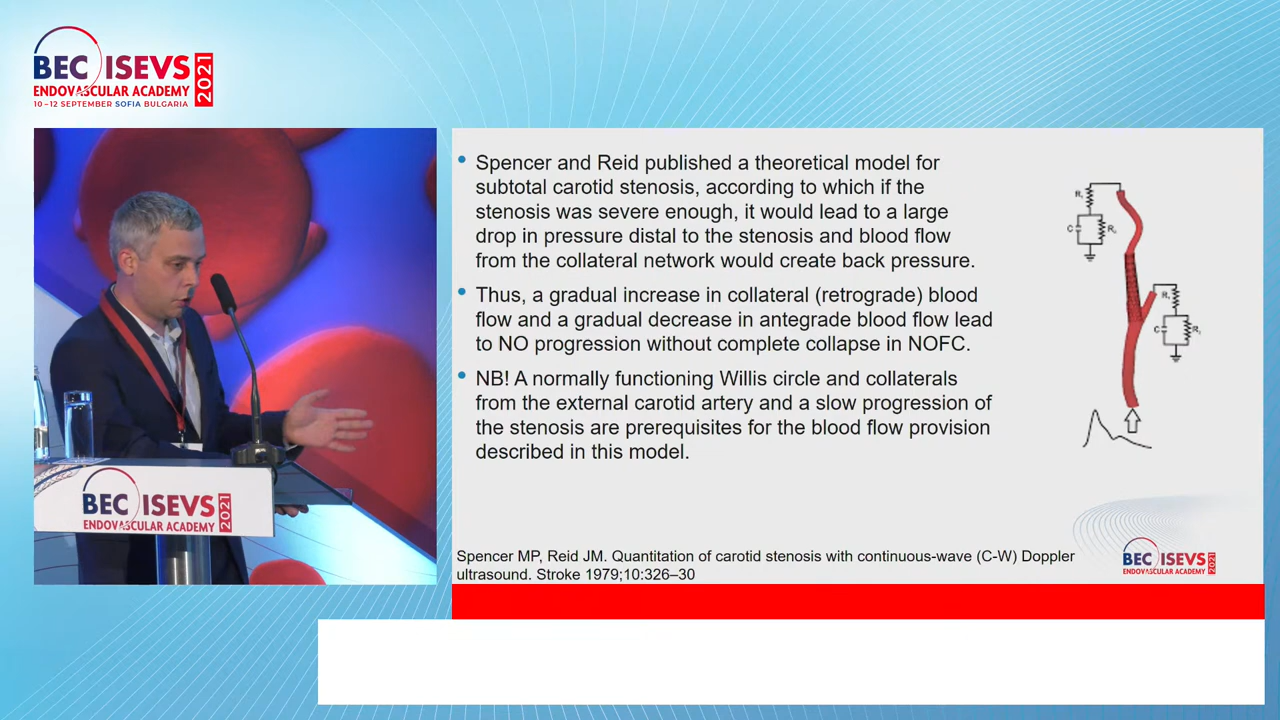 BEC ISEVS 2021
ENDOVASCULAR ACADEMY
10–12 SEPTEMBER SOFIA BULGARIA
• Spencer and Reid published a theoretical model for
subtotal carotid stenosis, according to which if the
stenosis was severe enough, it would lead to a large
drop in pressure distal to the stenosis and blood flow
from the collateral network would create back pressure.
• Thus, a gradual increase in collateral (retrograde) blood
flow and a gradual decrease in antegrade blood flow lead
to NO progression without complete collapse in NOFC.
• NB! A normally functioning Willis circle and collaterals
from the external carotid artery and a slow progression of
the stenosis are prerequisites for the blood flow provision
described in this model.
C
C
Spencer MP, Reid JM. Quantitation of carotid stenosis with continuous-wave (C-W) Doppler
ultrasound. Stroke 1979;10:326–30
BEC ISEVS 2021
ENDOVASCULAR ACADEMY
BEC ISEVS 2021
ENDOVASCULAR ACADEMY